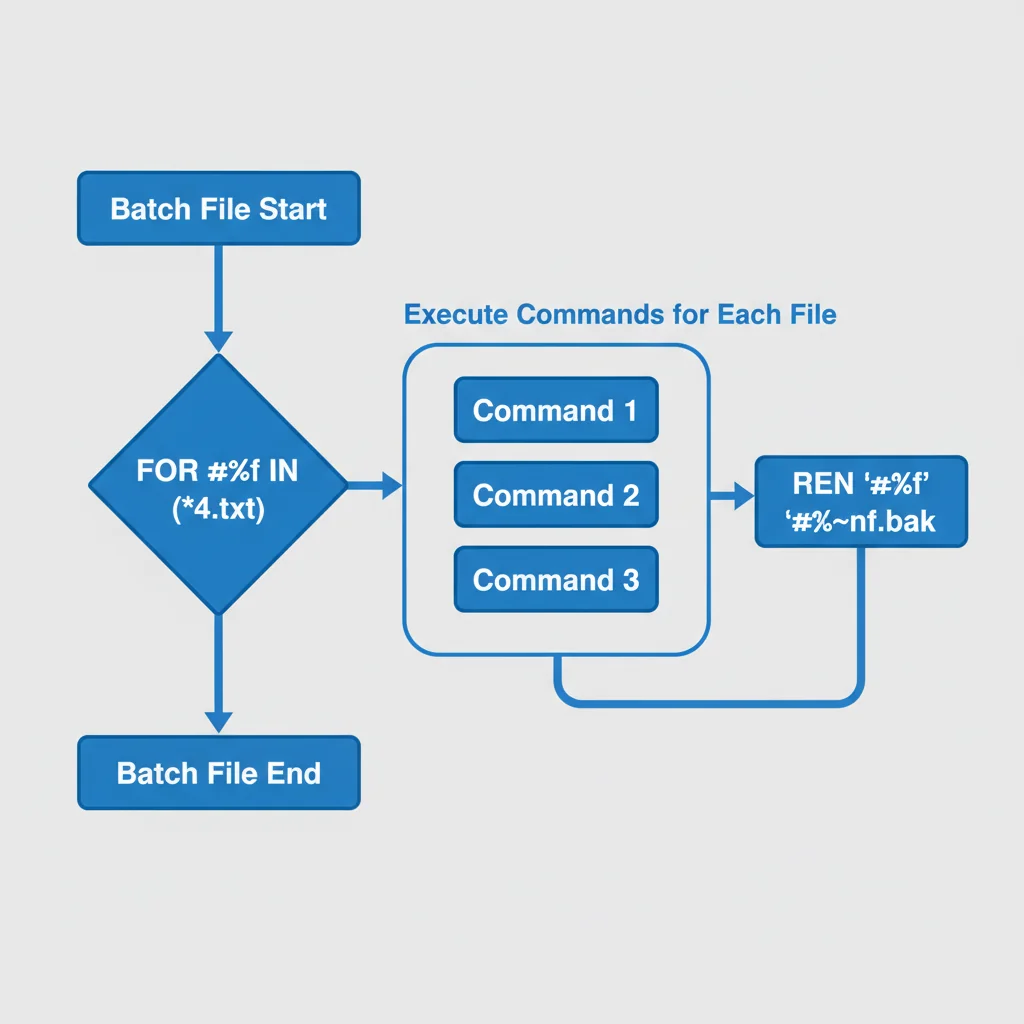 Batch File Start
Execute Commands for Each File
FOR #%f IN
(*4.txt)
Command 1
Command 2
Command 3
REN ‘#%f’
‘#%~nf.bak
Batch File End